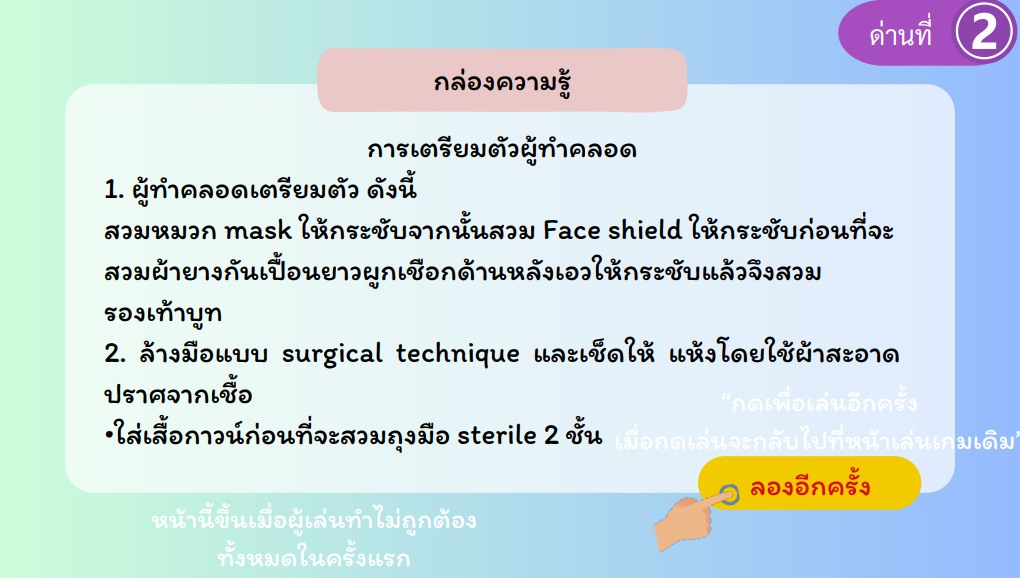 ด่านที่ 2
กล่องความรู้
การเตรียมตัวผู้ทำคลอด
1. ผู้ทำคลอดเตรียมตัว ดังนี้
สวมหมวก mask ให้กระชับจากนั้นสวม Face shield ให้กระชับก่อนที่จะ
สวมผ้ายางกันเปื้อนยาวผูกเชือกด้านหลังเอวให้กระชับแล้วจึงสวม
รองเท้าบูท
2. ล้างมือแบบ surgical technique และเช็ดให้ แห้งโดยใช้ผ้าสะอาด
ปราศจากเชื้อ
•ใส่เสื้อกาวน์ก่อนที่จะสวมถุงมือ sterile 2 ชั้น
“กดเพื่อเล่นอีกครั้ง
เมื่อกดเล่นจะกลับไปที่หน้าเล่นเกมเดิม”
ลองอีกครั้ง
หน้านี้ขึ้นเมื่อผู้เล่นทำไม่ถูกต้อง
ทั้งหมดในครั้งแรก